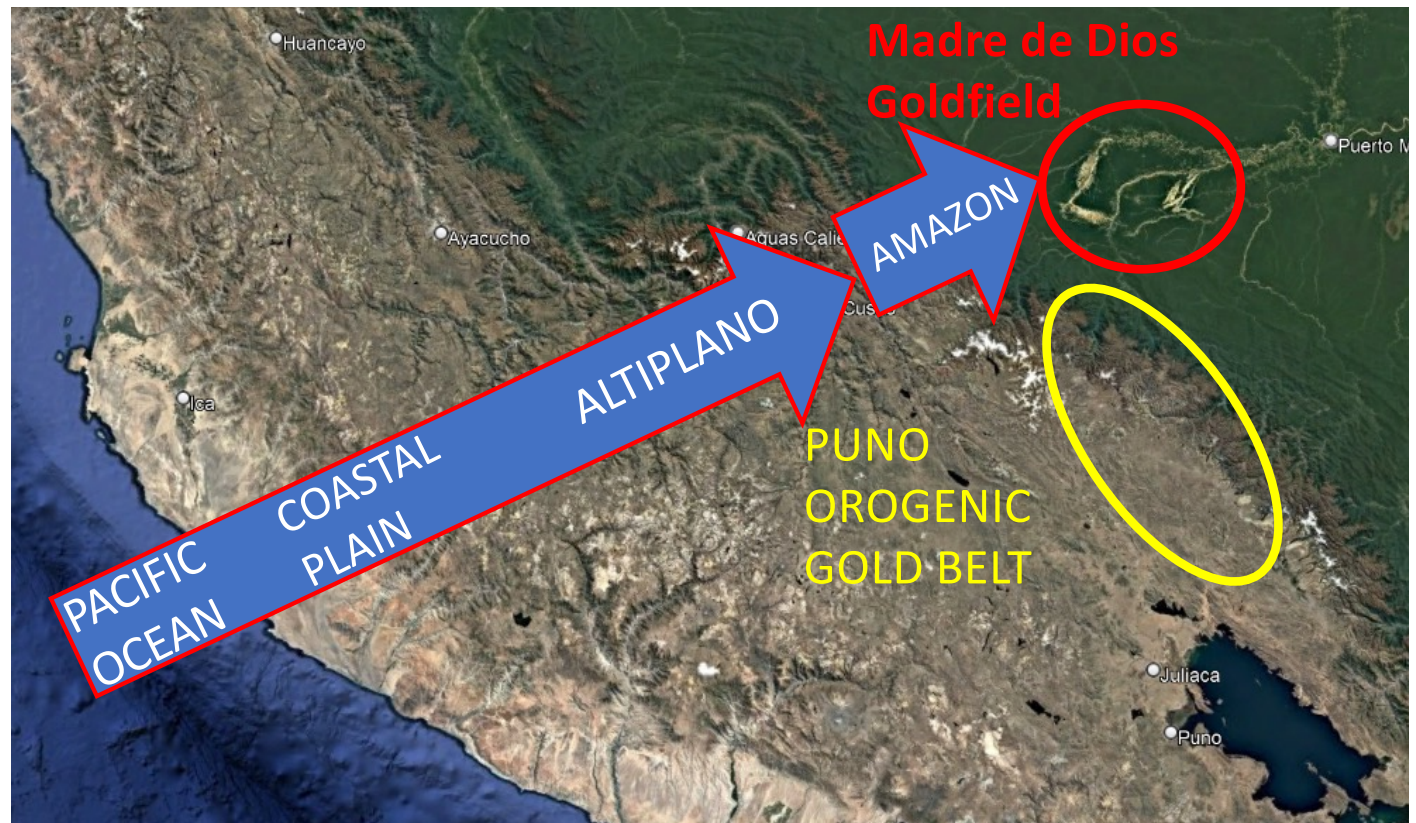 Huancayo
Madre de Dios
Goldfield
Puerto M
Ayacucho
Aguas Calie
AMAZON
Ica
ALTIPLANO
PUNO
OROGENIC
GOLD BELT
COASTAL
PLAIN
PACIFIC
OCEAN
Juliaca
Puno